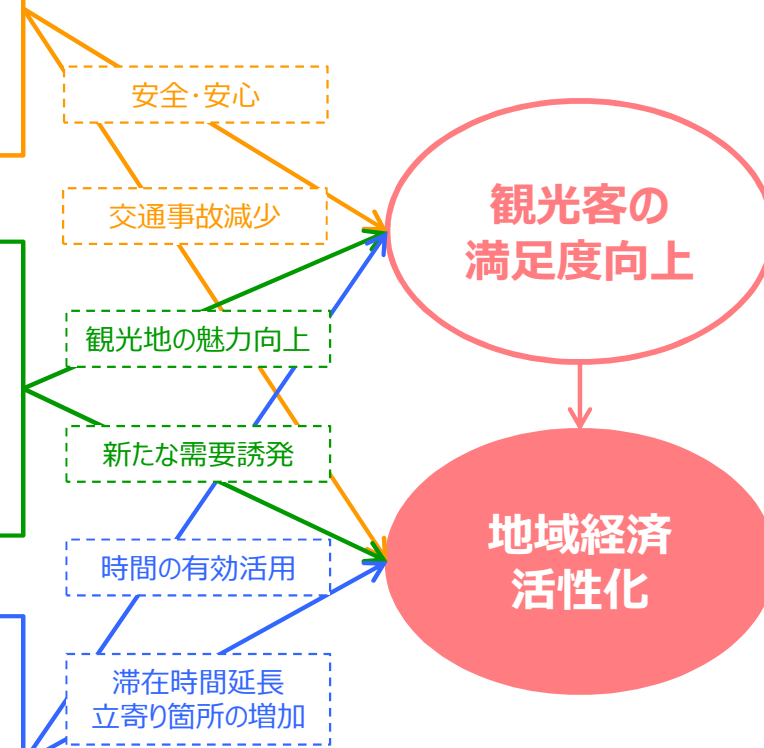 安全・安心
交通事故減少
観光地の魅力向上
新たな需要誘発
時間の有効活用
滞在時間延長
立寄り箇所の増加
観光客の
満足度向上
地域経済
活性化